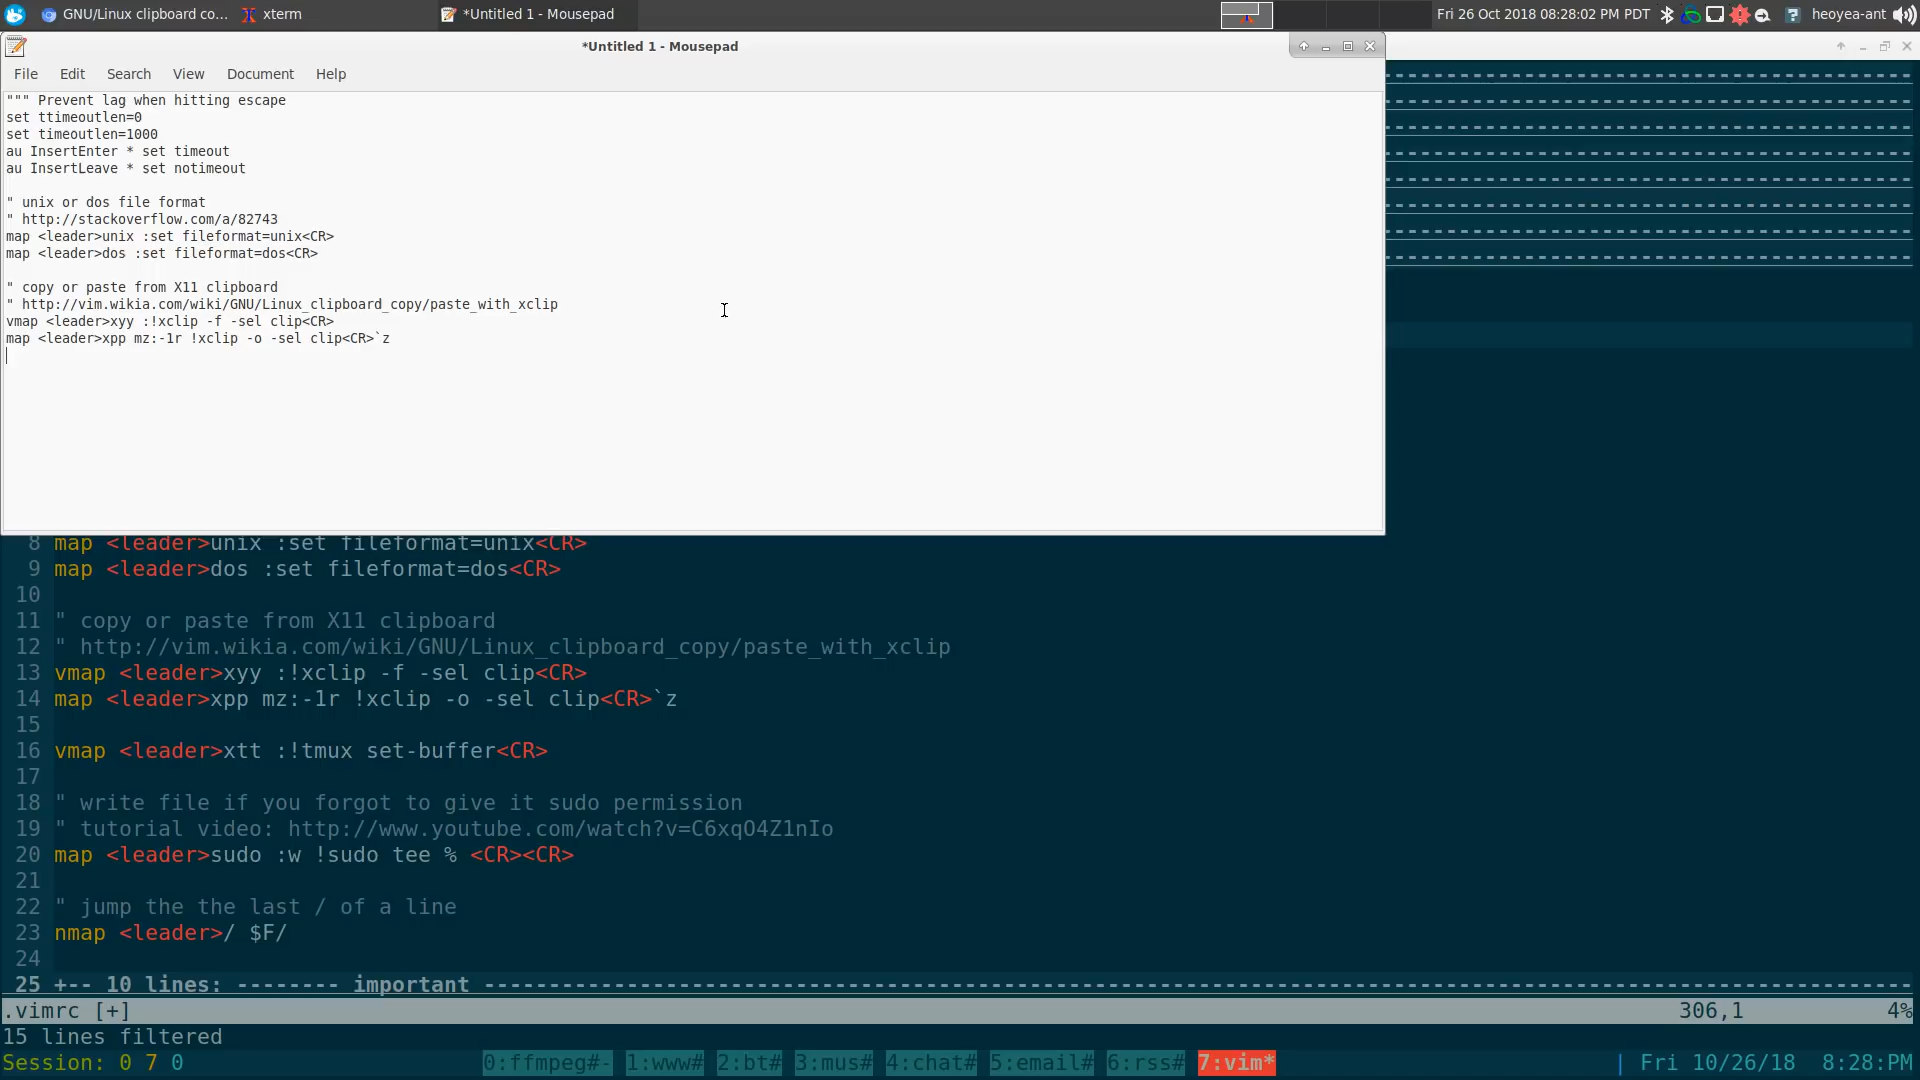 GNU/Linux clipboard co... xterm *Untitled 1 - Mousepad Fri 26 Oct 2018 08:28:02 PM PDT heoyea-ant
*Untitled 1 - Mousepad
File Edit Search View Document Help
""" Prevent lag when hitting escape
set ttimeoutlen=0
set timeoutlen=1000
au InsertEnter * set timeout
au InsertLeave * set notimeout
" unix or dos file format
" http://stackoverflow.com/a/82743
map <leader>unix :set fileformat=unix<CR>
map <leader>dos :set fileformat=dos<CR>
" copy or paste from X11 clipboard
" http://vim.wikia.com/wiki/GNU/Linux_clipboard_copy/paste_with_xclip
vmap <leader>xyy :!xclip -f -sel clip<CR>
map <leader>xpp mz:-1r !xclip -o -sel clip<CR>`z
8 map <leader>unix :set fileformat=unix<CR>
9 map <leader>dos :set fileformat=dos<CR>
10
11 " copy or paste from X11 clipboard
12 " http://vim.wikia.com/wiki/GNU/Linux_clipboard_copy/paste_with_xclip
13 vmap <leader>xyy :!xclip -f -sel clip<CR>
14 map <leader>xpp mz:-1r !xclip -o -sel clip<CR>`z
15
16 vmap <leader>xtt :!tmux set-buffer<CR>
17
18 " write file if you forgot to give it sudo permission
19 " tutorial video: http://www.youtube.com/watch?v=C6xqO4Z1nIo
20 map <leader>sudo :w !sudo tee % <CR><CR>
21
22 " jump the the last / of a line
23 nmap <leader>/ $F/
24
25 +-- 10 lines: -------- important ------------------------------------------------------------
.vimrc [+] 306,1 4%
15 lines filtered
Session: 0 7 0 0:ffmpeg#- 1:www# 2:bt# 3:mus# 4:chat# 5:email# 6:rss# 7:vim* | Fri 10/26/18 8:28:PM